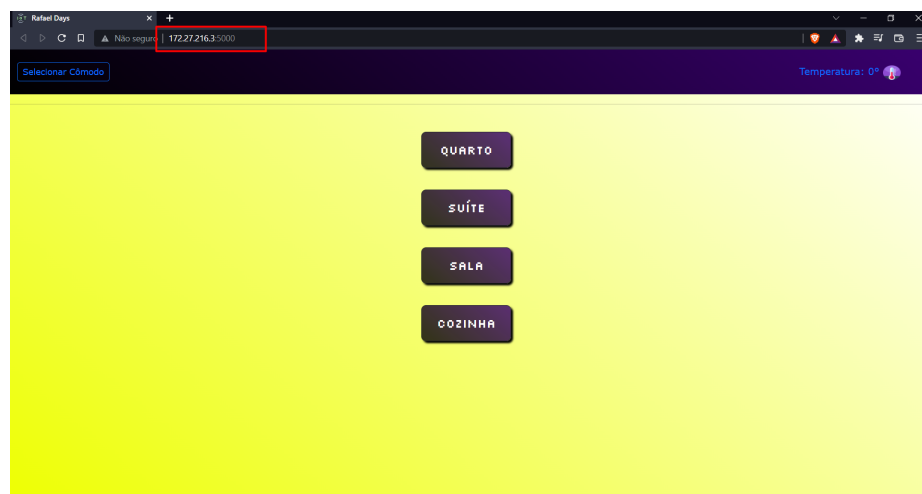 Rafael Days
Não seguro | 172.27.216.3:5000
Selecionar Cômodo
Temperatura: 0°
QUARTO
SUÍTE
SALA
COZINHA